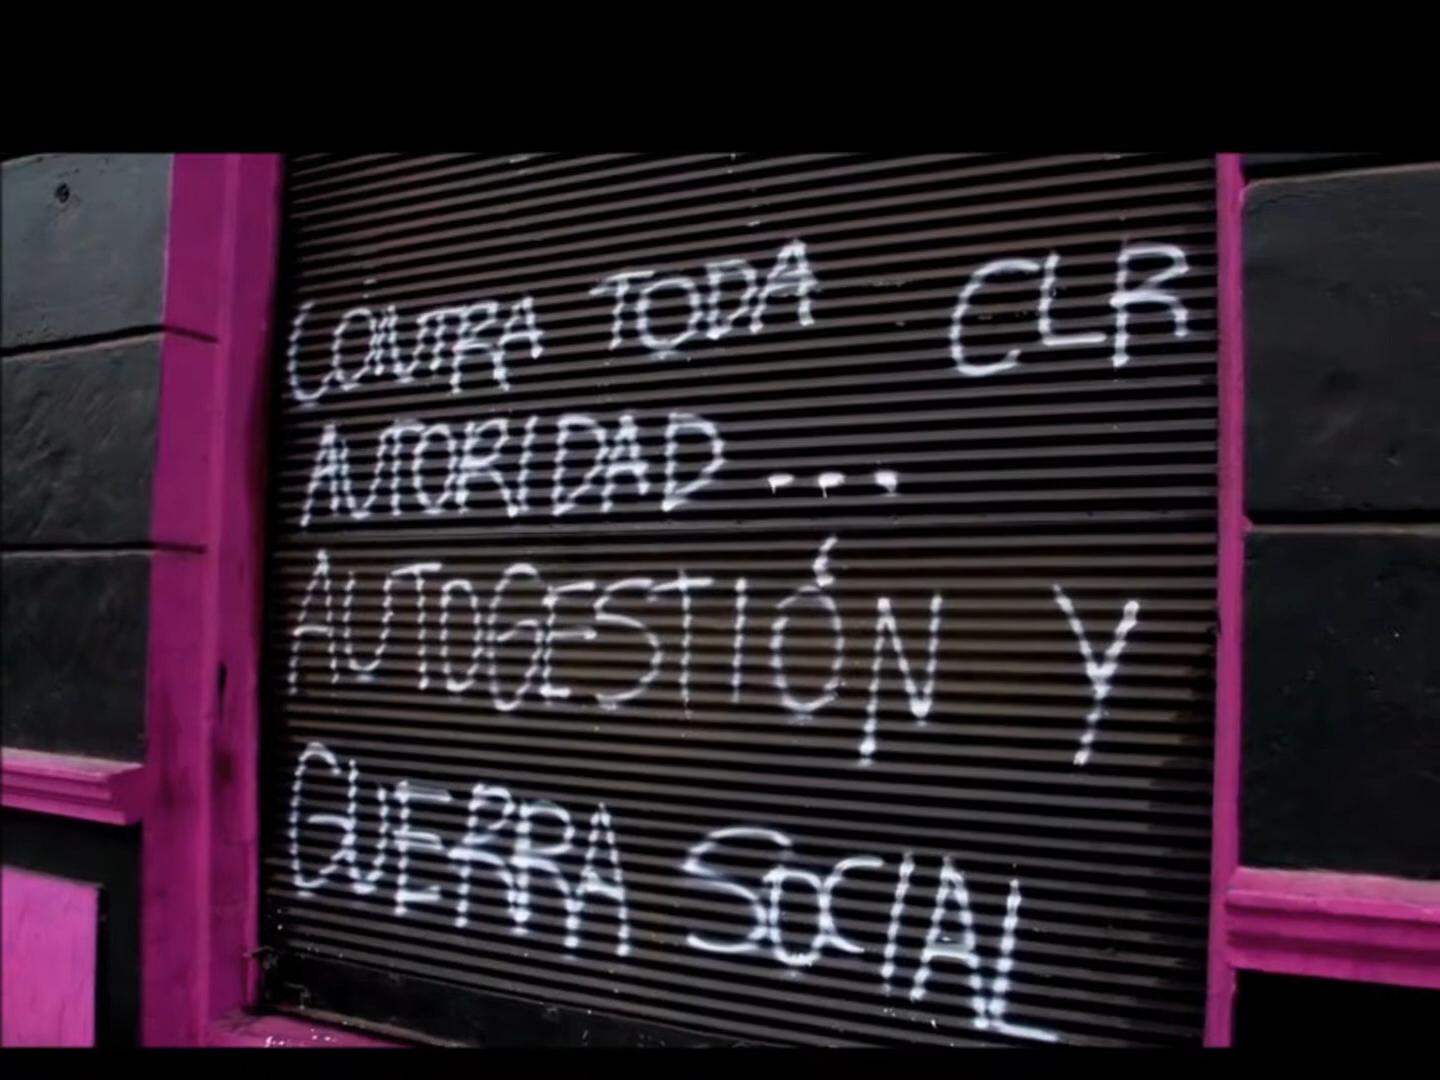 CONTRA TODA CLR
AUTORIDAD ...
AUTOGESTIÓN Y
GUERRA SOCIAL